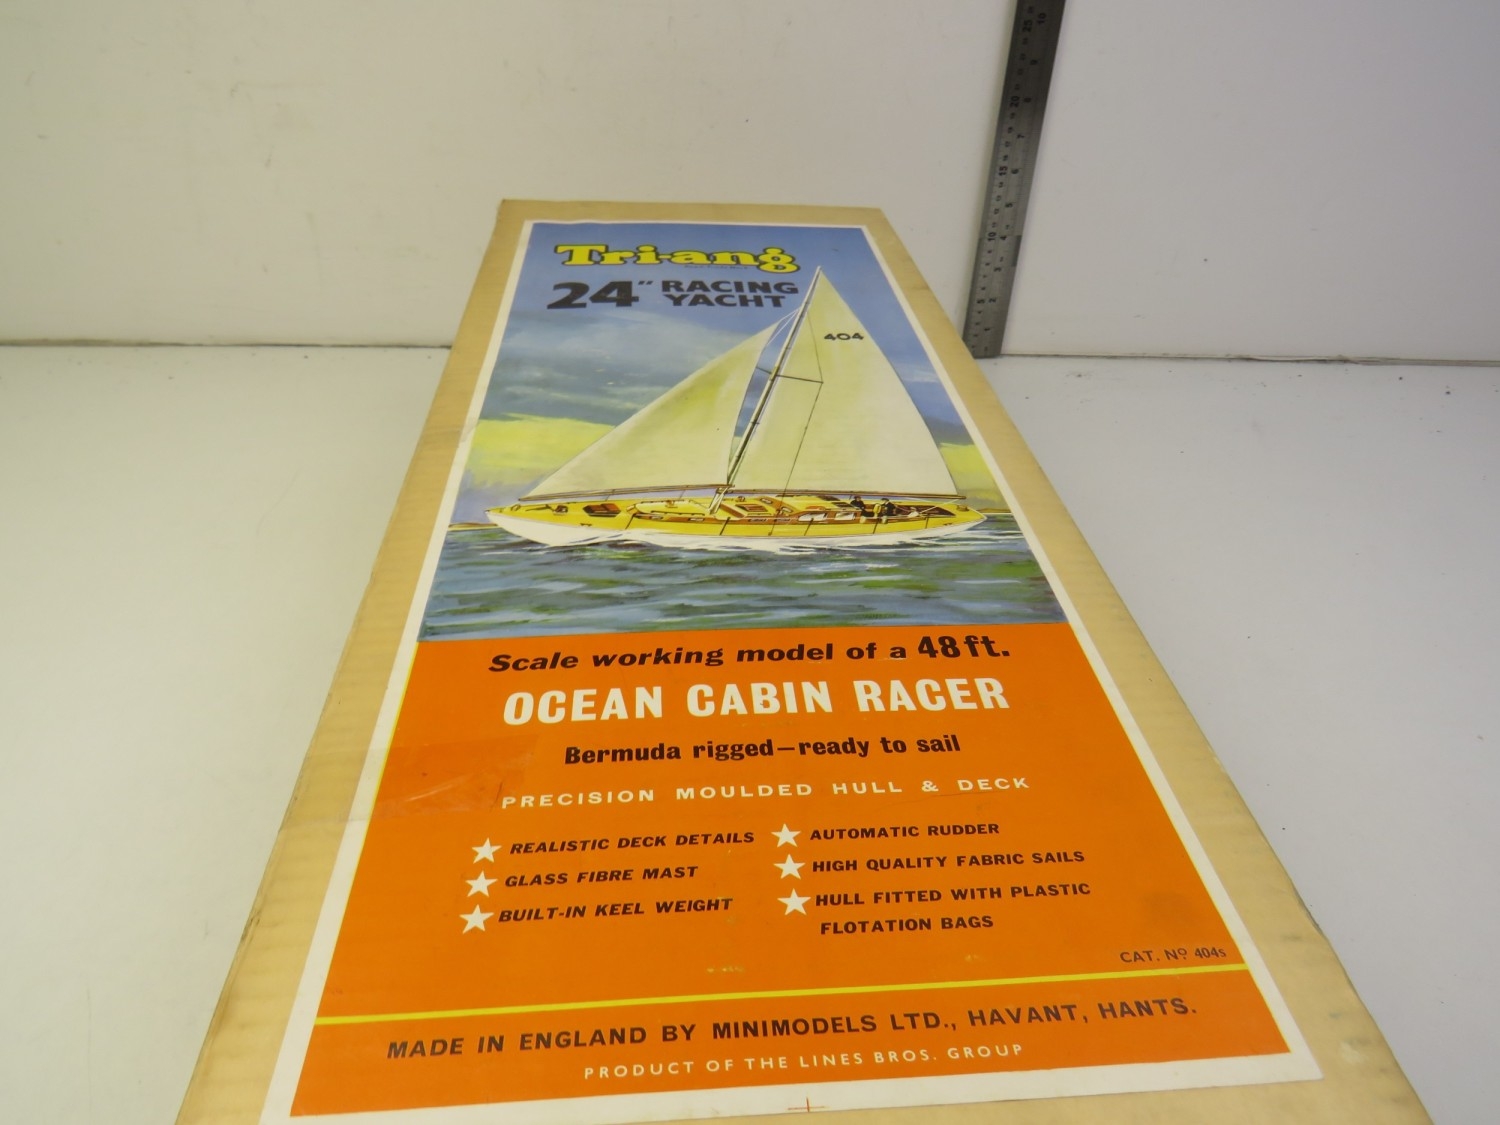 Tri-ang
24" RACING
YACHT
404
Scale working model of a 48 ft.
OCEAN CABIN RACER
Bermuda rigged—ready to sail
PRECISION MOULDED HULL & DECK
★ REALISTIC DECK DETAILS
★ GLASS FIBRE MAST
★ BUILT-IN KEEL WEIGHT
★ AUTOMATIC RUDDER
★ HIGH QUALITY FABRIC SAILS
★ HULL FITTED WITH PLASTIC
FLOTATION BAGS
CAT. Nº 404s
MADE IN ENGLAND BY MINIMODELS LTD., HAVANT, HANTS.
PRODUCT OF THE LINES BROS. GROUP